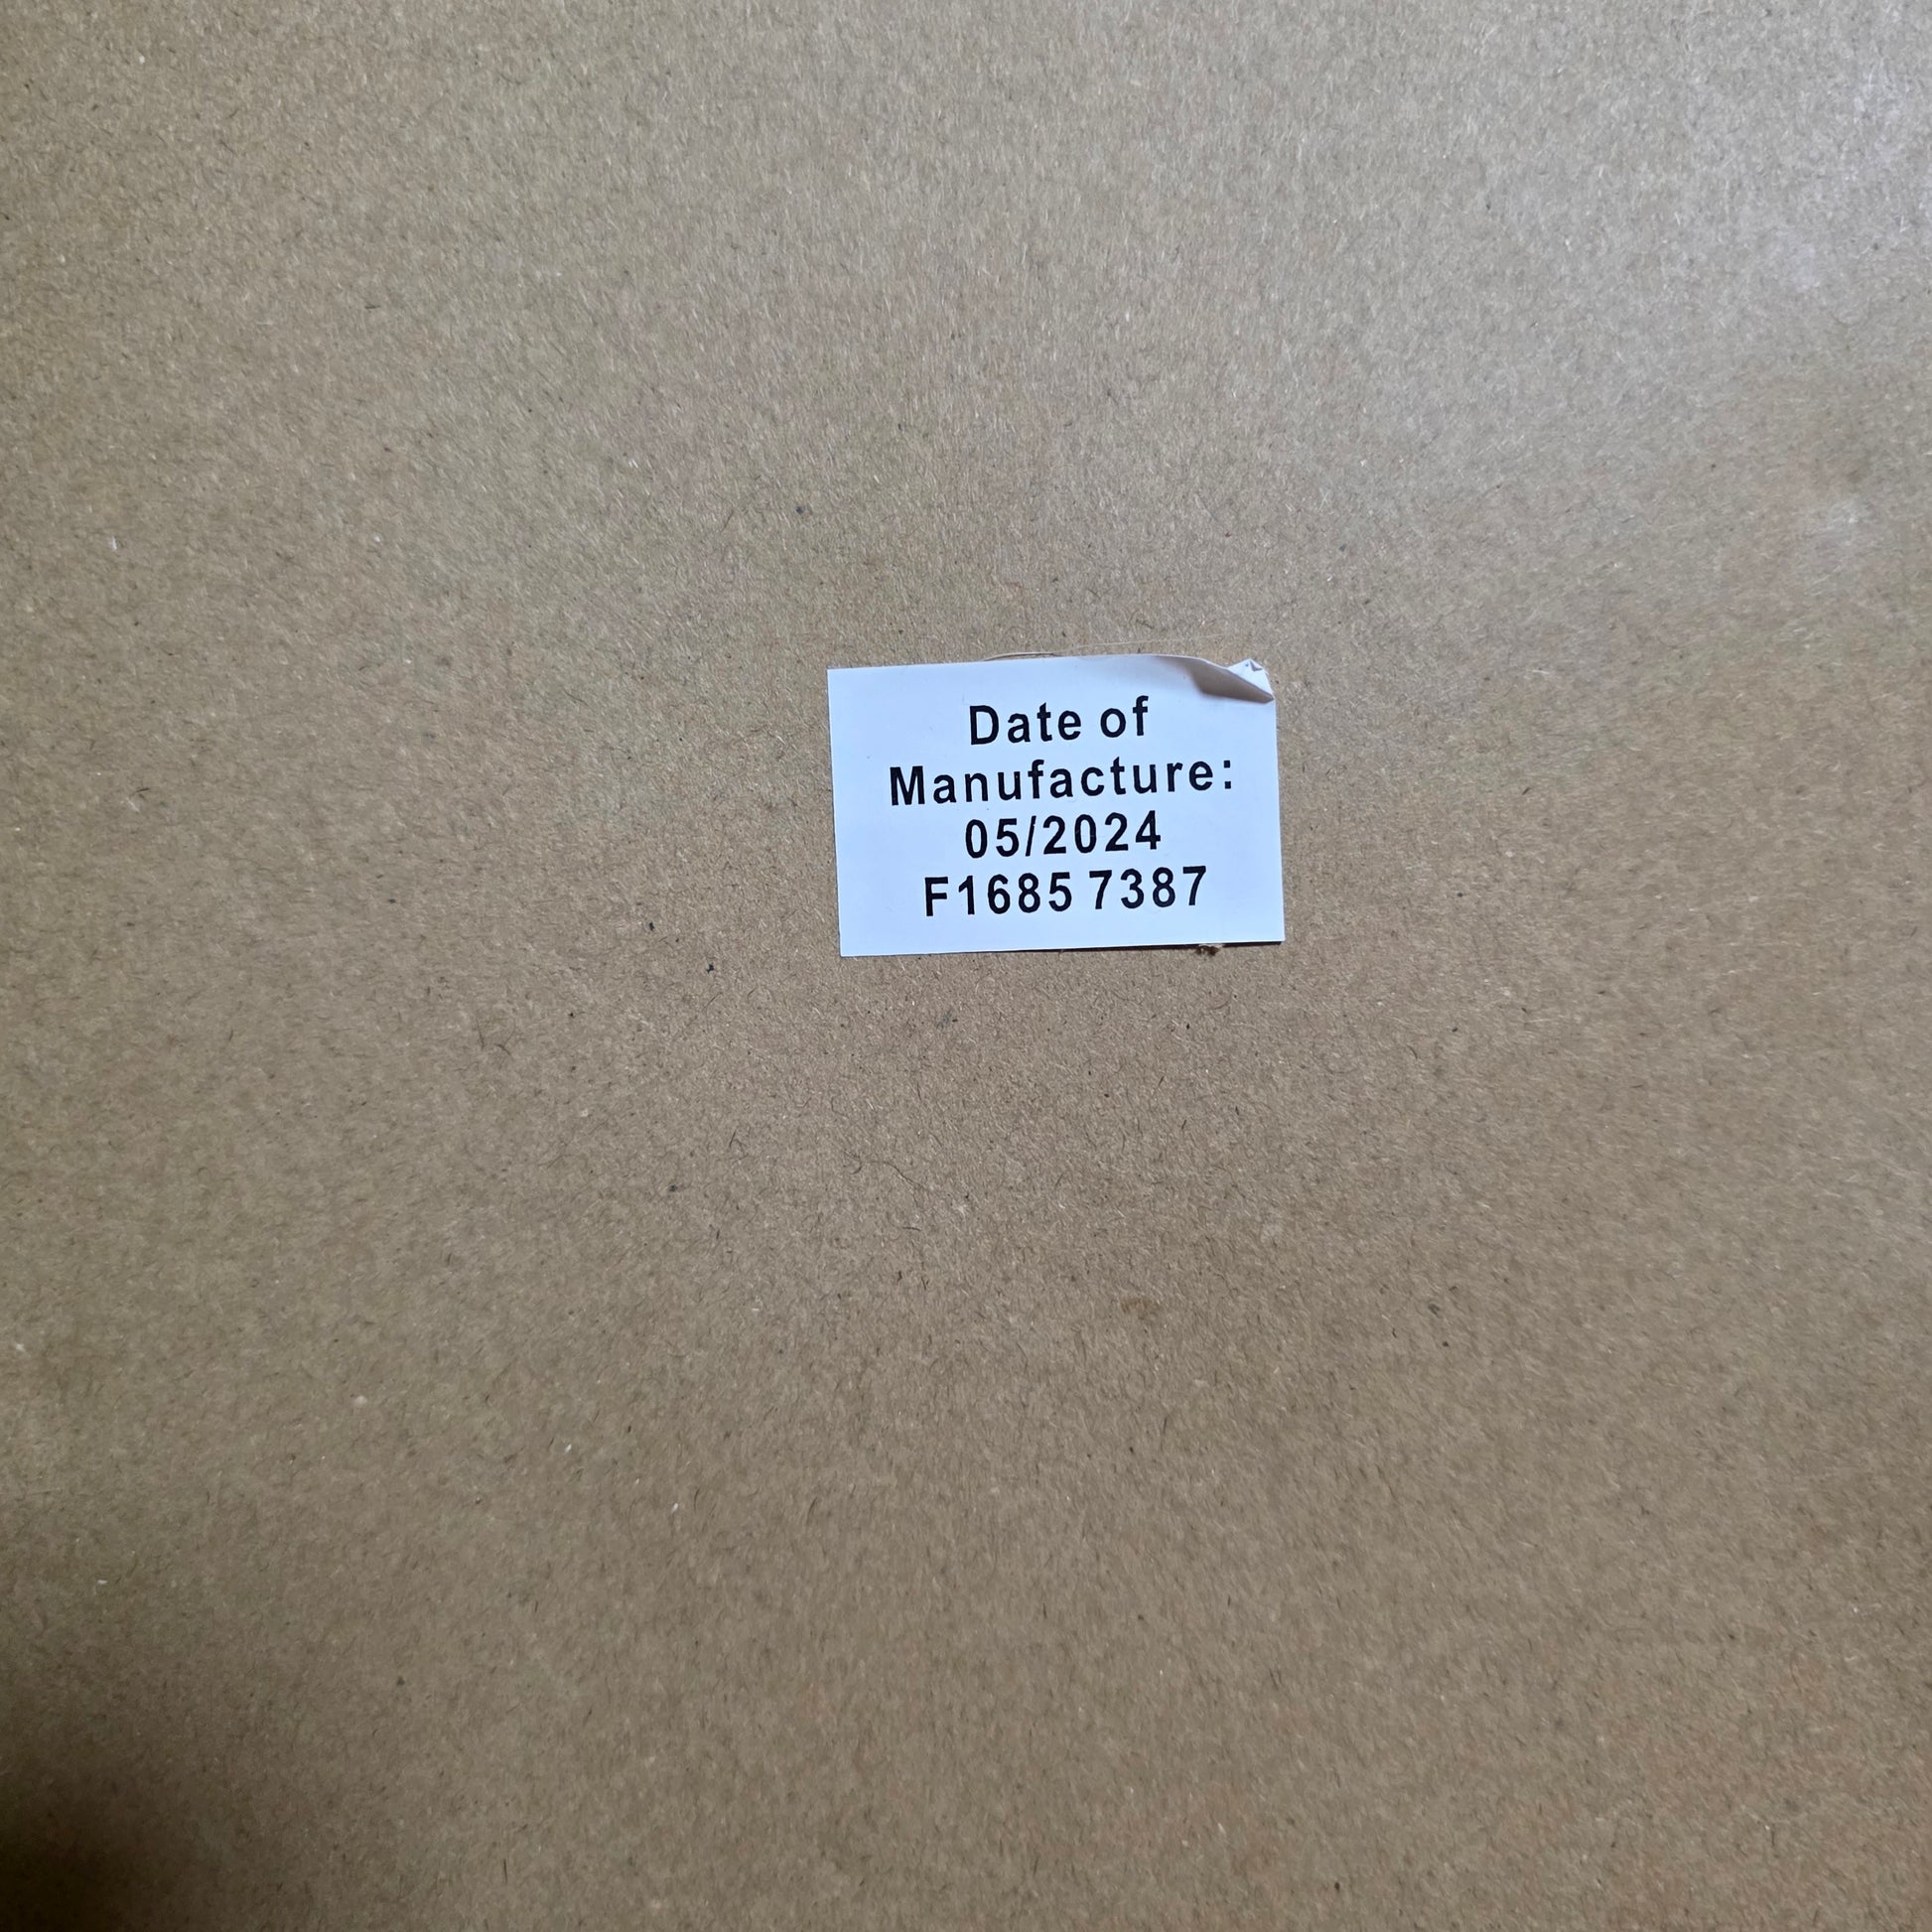 Date of
Manufacture:
05/2024
F1685 7387